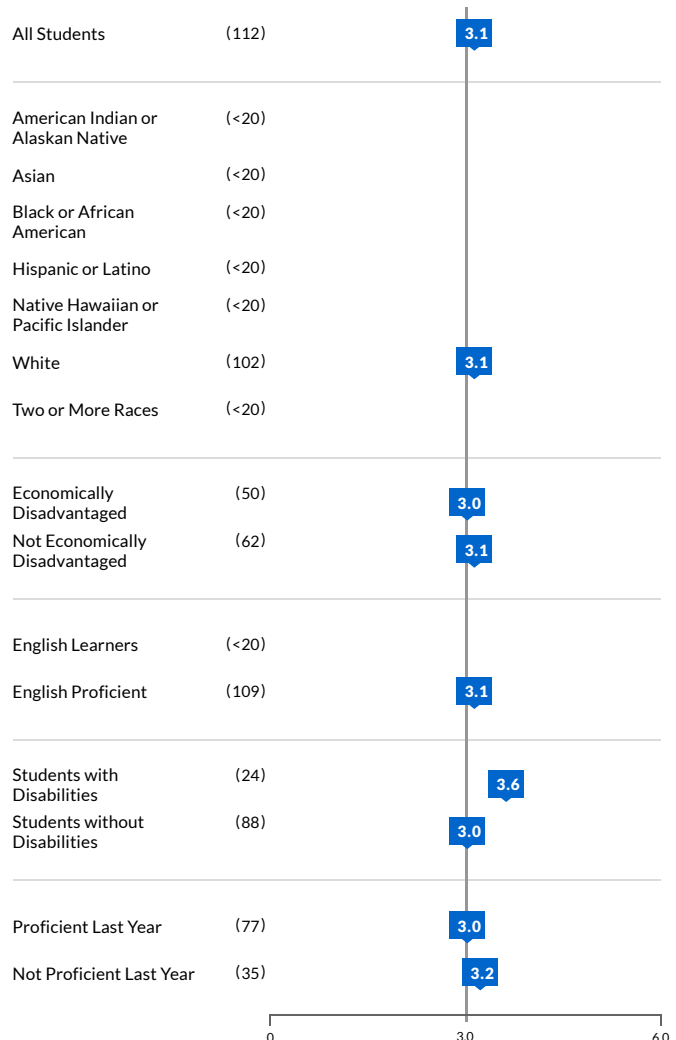 All Students (112) 3.1
American Indian or (<20)
Alaskan Native
Asian (<20)
Black or African (<20)
American
Hispanic or Latino (<20)
Native Hawaiian or (<20)
Pacific Islander
White (102) 3.1
Two or More Races (<20)
Economically (50) 3.0
Disadvantaged
Not Economically (62) 3.1
Disadvantaged
English Learners (<20)
English Proficient (109) 3.1
Students with (24) 3.6
Disabilities
Students without (88) 3.0
Disabilities
Proficient Last Year (77) 3.0
Not Proficient Last Year (35) 3.2
0 3.0 6.0